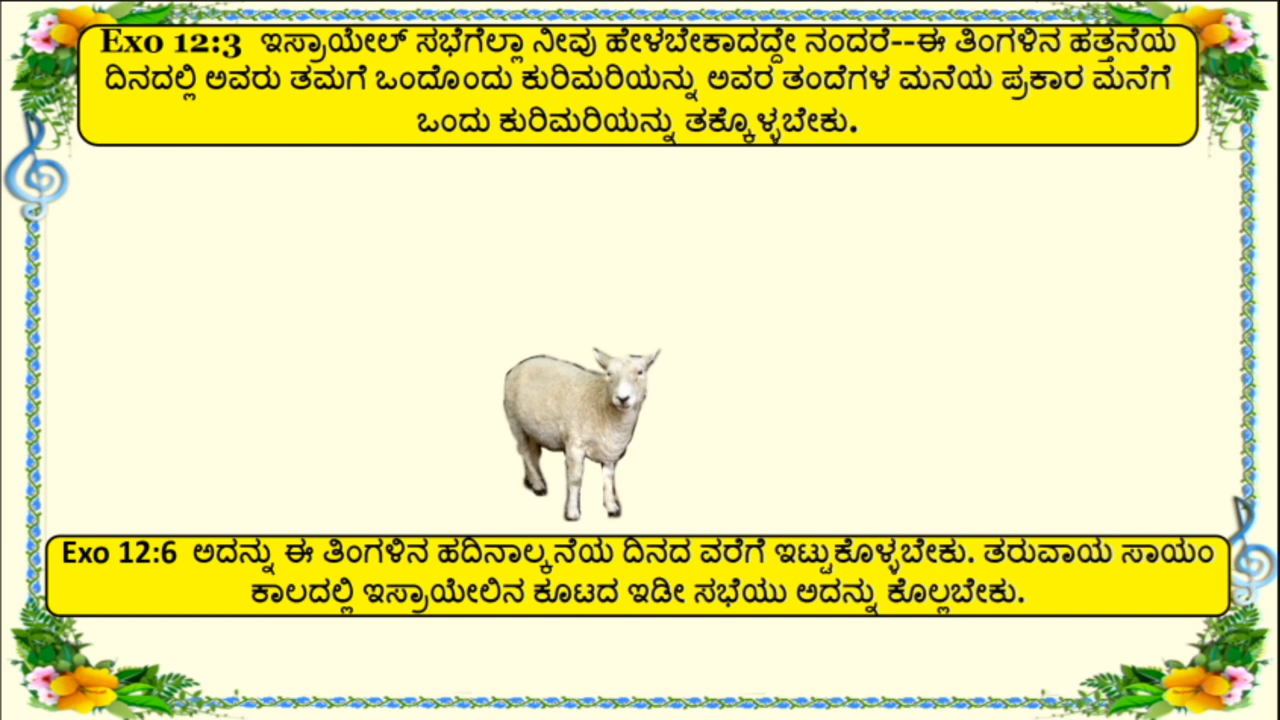 Exo 12:3 ಇಸ್ರಾಯೇಲ್ ಸಭೆಗೆಲ್ಲಾ ನೀವು ಹೇಳಬೇಕಾದದ್ದೇ ನಂದರೆ--ಈ ತಿಂಗಳಿನ ಹತ್ತನೆಯ
ದಿನದಲ್ಲಿ ಅವರು ತಮಗೆ ಒಂದೊಂದು ಕುರಿಮರಿಯನ್ನು ಅವರ ತಂದೆಗಳ ಮನೆಯ ಪ್ರಕಾರ ಮನೆಗೆ
ಒಂದು ಕುರಿಮರಿಯನ್ನು ತಕ್ಕೊಳ್ಳಬೇಕು.
Exo 12:6 ಅದನ್ನು ಈ ತಿಂಗಳಿನ ಹದಿನಾಲ್ಕನೆಯ ದಿನದ ವರೆಗೆ ಇಟ್ಟುಕೊಳ್ಳಬೇಕು. ತರುವಾಯ ಸಾಯಂ
ಕಾಲದಲ್ಲಿ ಇಸ್ರಾಯೇಲಿನ ಕೂಟದ ಇಡೀ ಸಭೆಯು ಅದನ್ನು ಕೊಲ್ಲಬೇಕು.